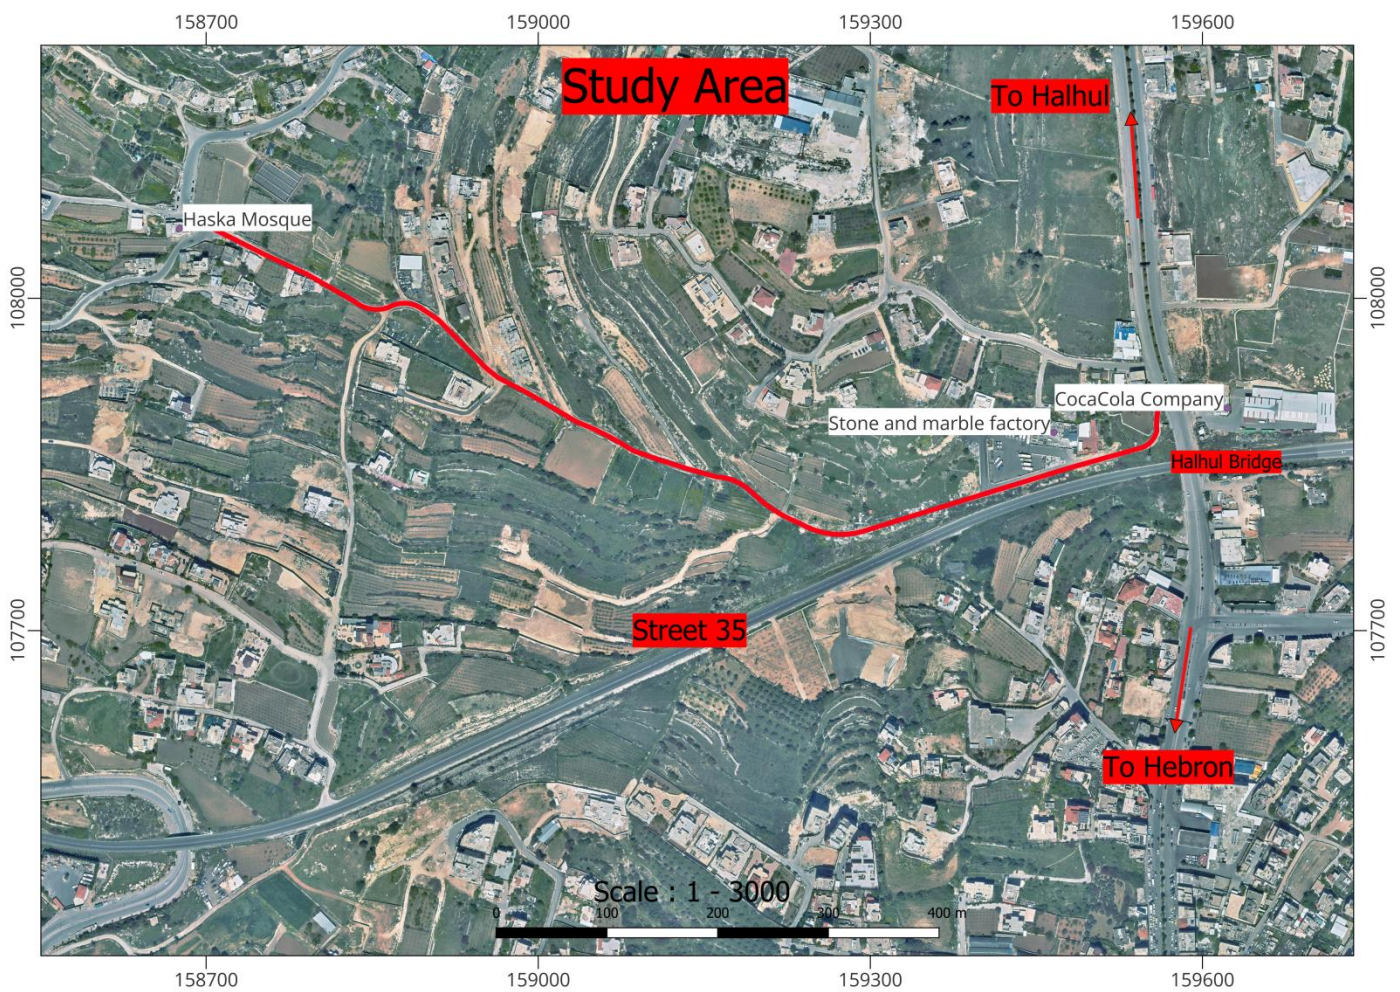 158700 159000 159300 159600
Study Area
To Halhul
Haska Mosque
108000 108000
CocaCola Company
Stone and marble factory
Halhul Bridge
Street 35
107700 107700
To Hebron
Scale : 1 - 3000
0 100 200 300 400 m
158700 159000 159300 159600